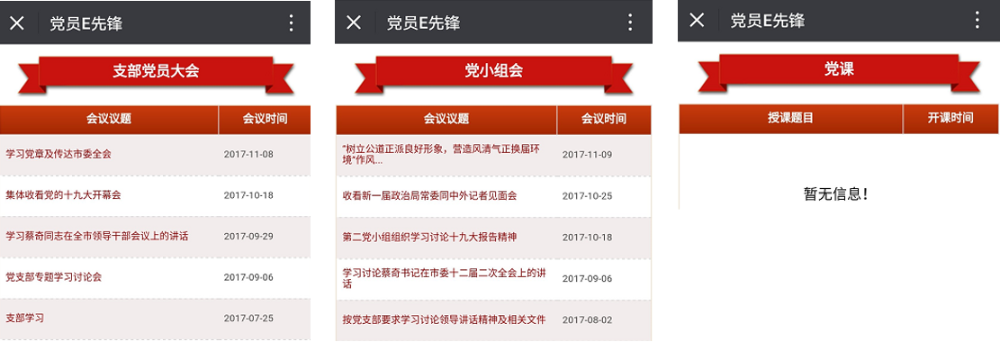 党员E先锋
支部党员大会
会议议题 会议时间
学习党章及传达市委全会 2017-11-08
集体收看党的十九大开幕会 2017-10-18
学习蔡奇同志在全市领导干部会议上的讲话 2017-09-29
党支部专题学习讨论会 2017-09-06
支部学习 2017-07-25
党员E先锋
党小组会
会议议题 会议时间
"树立公道正派良好形象，营造风清气正换届环
境"作风... 2017-11-09
收看新一届政治局常委同中外记者见面会 2017-10-25
第二党小组组织学习讨论十九大报告精神 2017-10-18
学习讨论蔡奇书记在市委十二届二次全会上的讲
话 2017-09-06
按党支部要求学习讨论领导讲话精神及相关文件 2017-08-02
党员E先锋
党课
授课题目 开课时间
暂无信息！